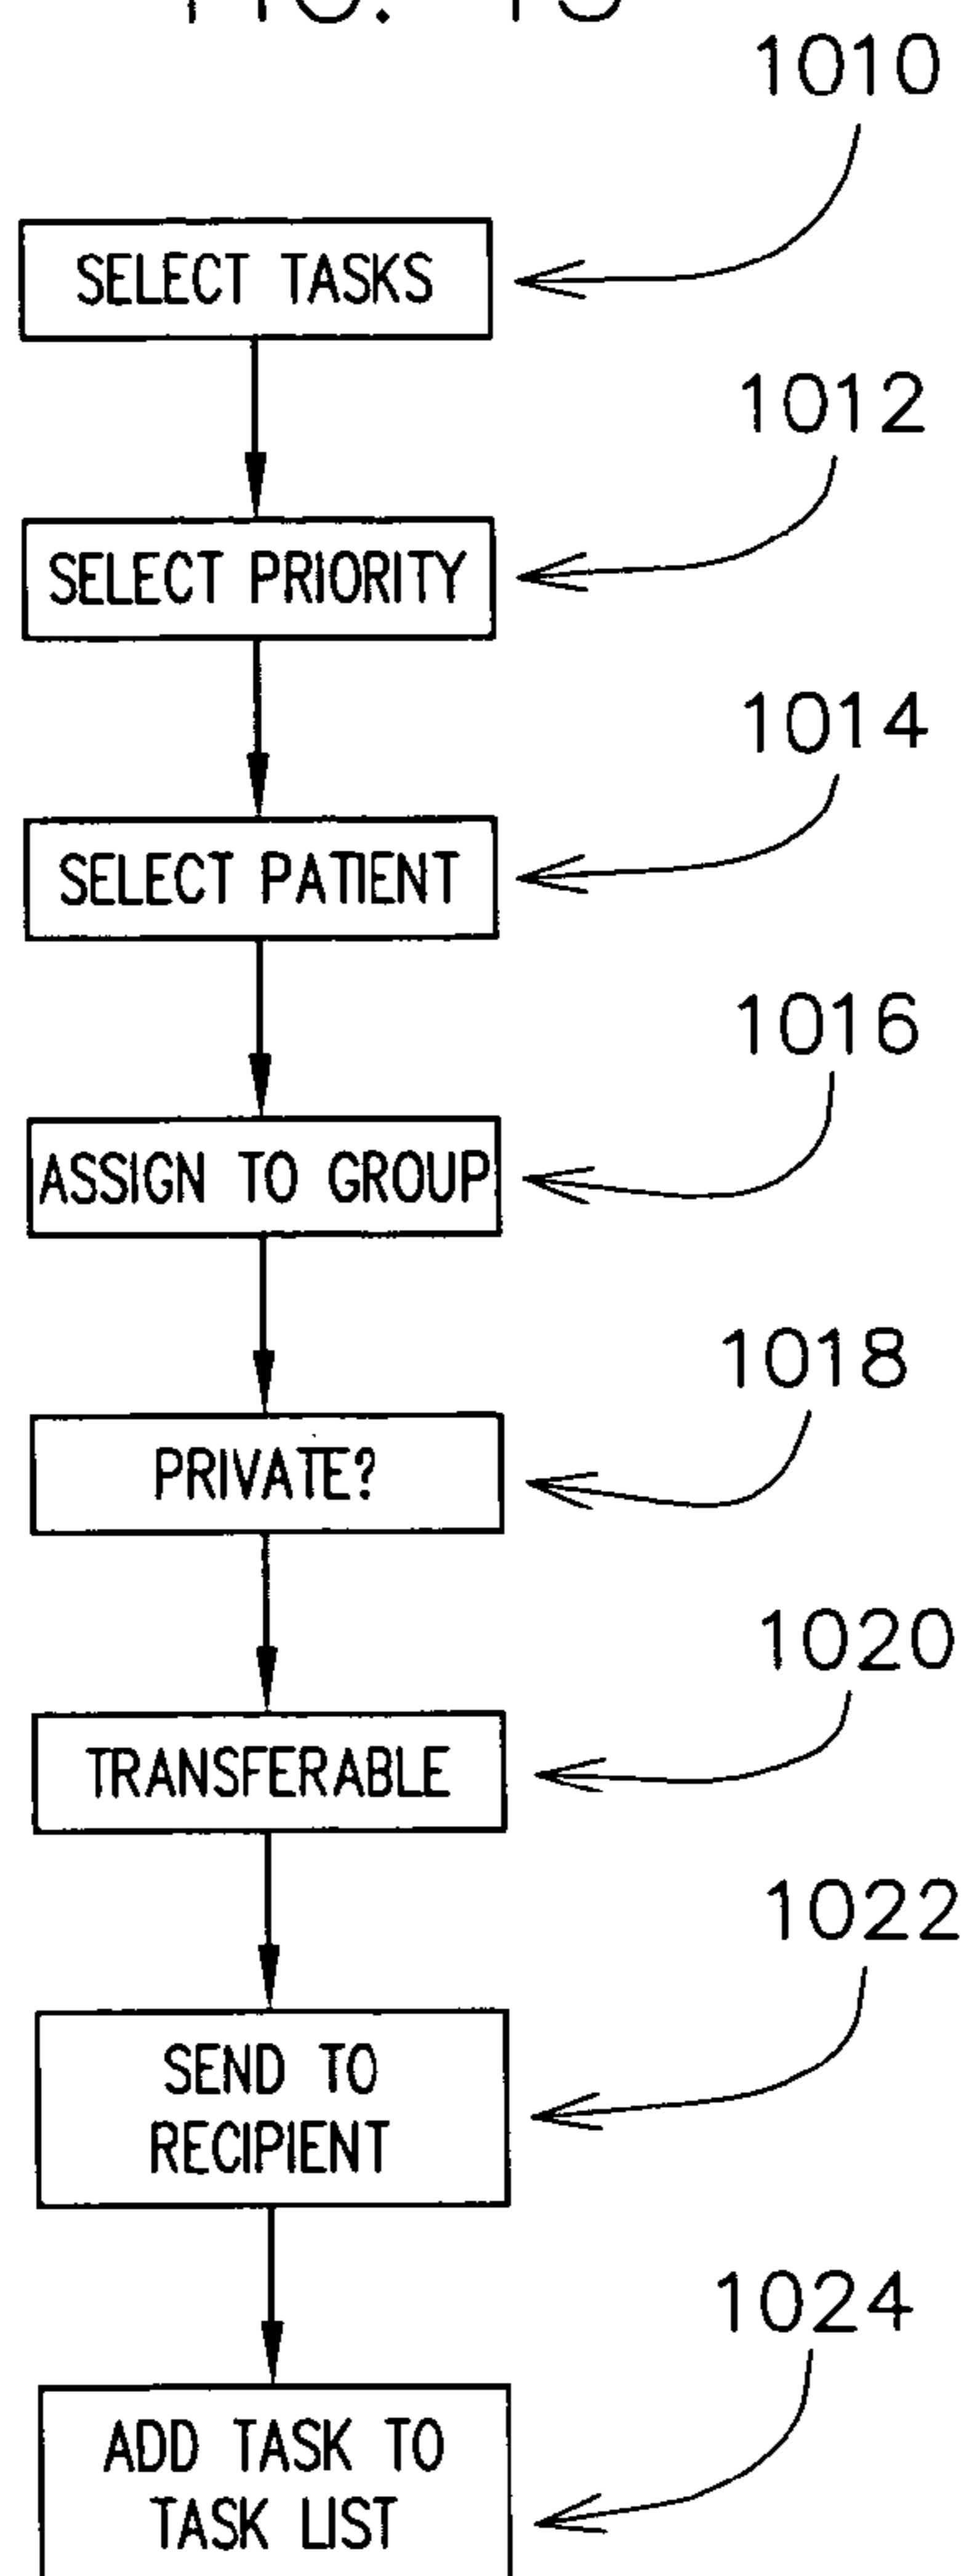 1010
SELECT TASKS
1012
SELECT PRIORITY
1014
SELECT PATIENT
1016
ASSIGN TO GROUP
1018
PRIVATE?
1020
TRANSFERABLE
1022
SEND TO
RECIPIENT
1024
ADD TASK TO
TASK LIST